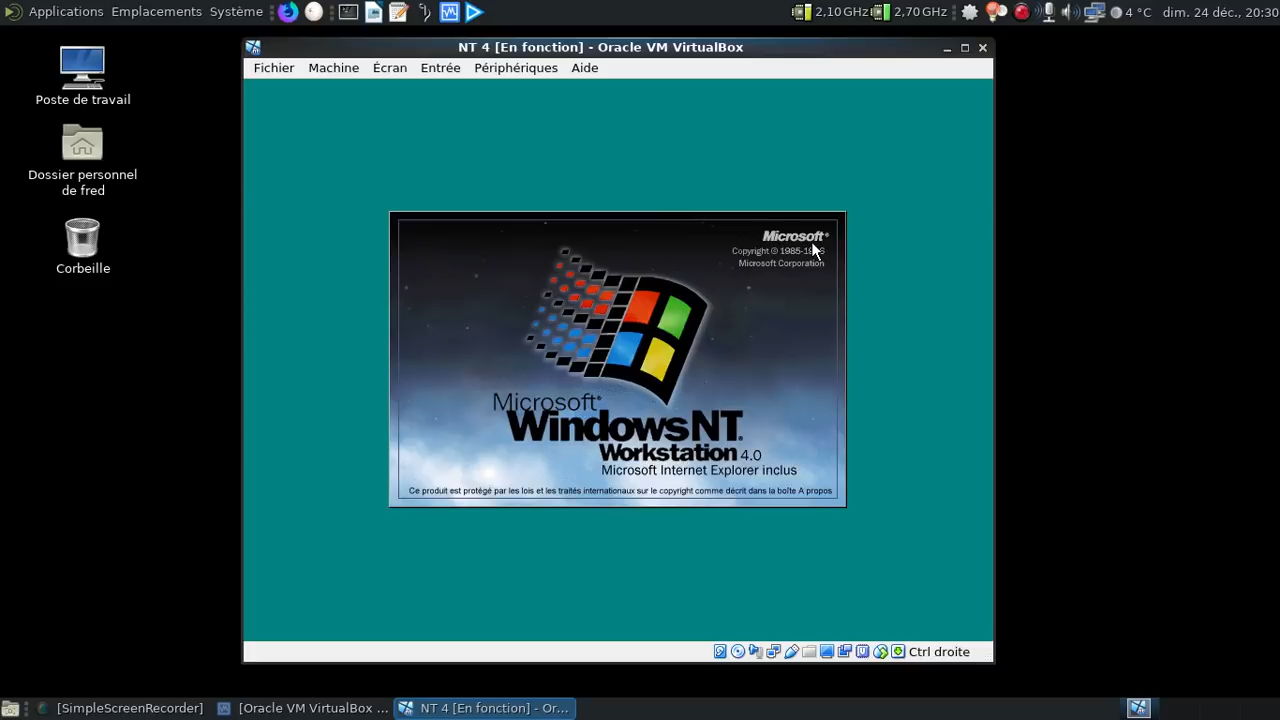 Applications Emplacements Système 2,10 GHz 2,70 GHz 4 °C dim. 24 déc., 20:30
NT 4 [En fonction] - Oracle VM VirtualBox
Fichier Machine Écran Entrée Périphériques Aide
Poste de travail
Dossier personnel
de fred
Corbeille
Microsoft®
Copyright © 1985-
Microsoft Corporation
Microsoft®
Windows NT®
Workstation 4.0
Microsoft Internet Explorer inclus
Ce produit est protégé par les lois et les traités internationaux sur le copyright comme décrit dans la boîte A propos
Ctrl droite
[SimpleScreenRecorder] [Oracle VM VirtualBox ... NT 4 [En fonction] - Or...